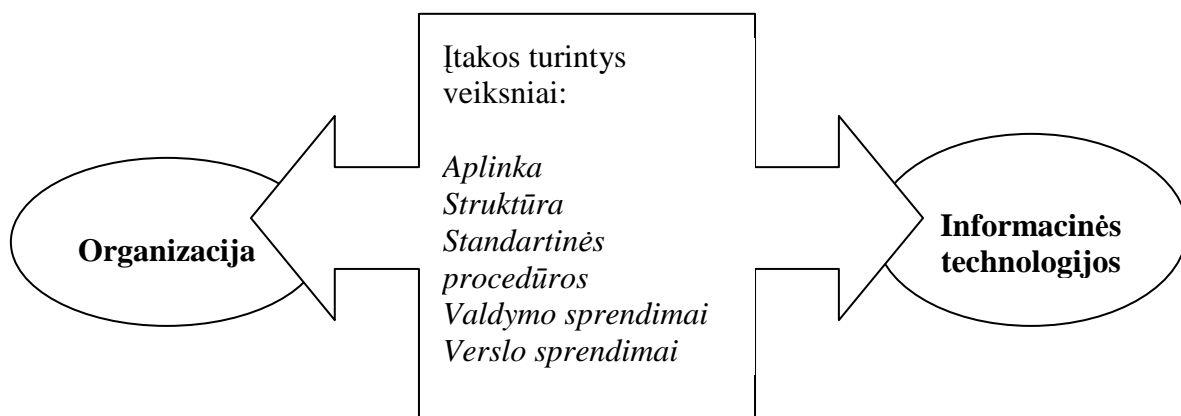 Įtakos turintys
veiksniai:
Aplinka
Struktūra
Standartinės
procedūros
Valdymo sprendimai
Verslo sprendimai
Organizacija
Informacinės
technologijos